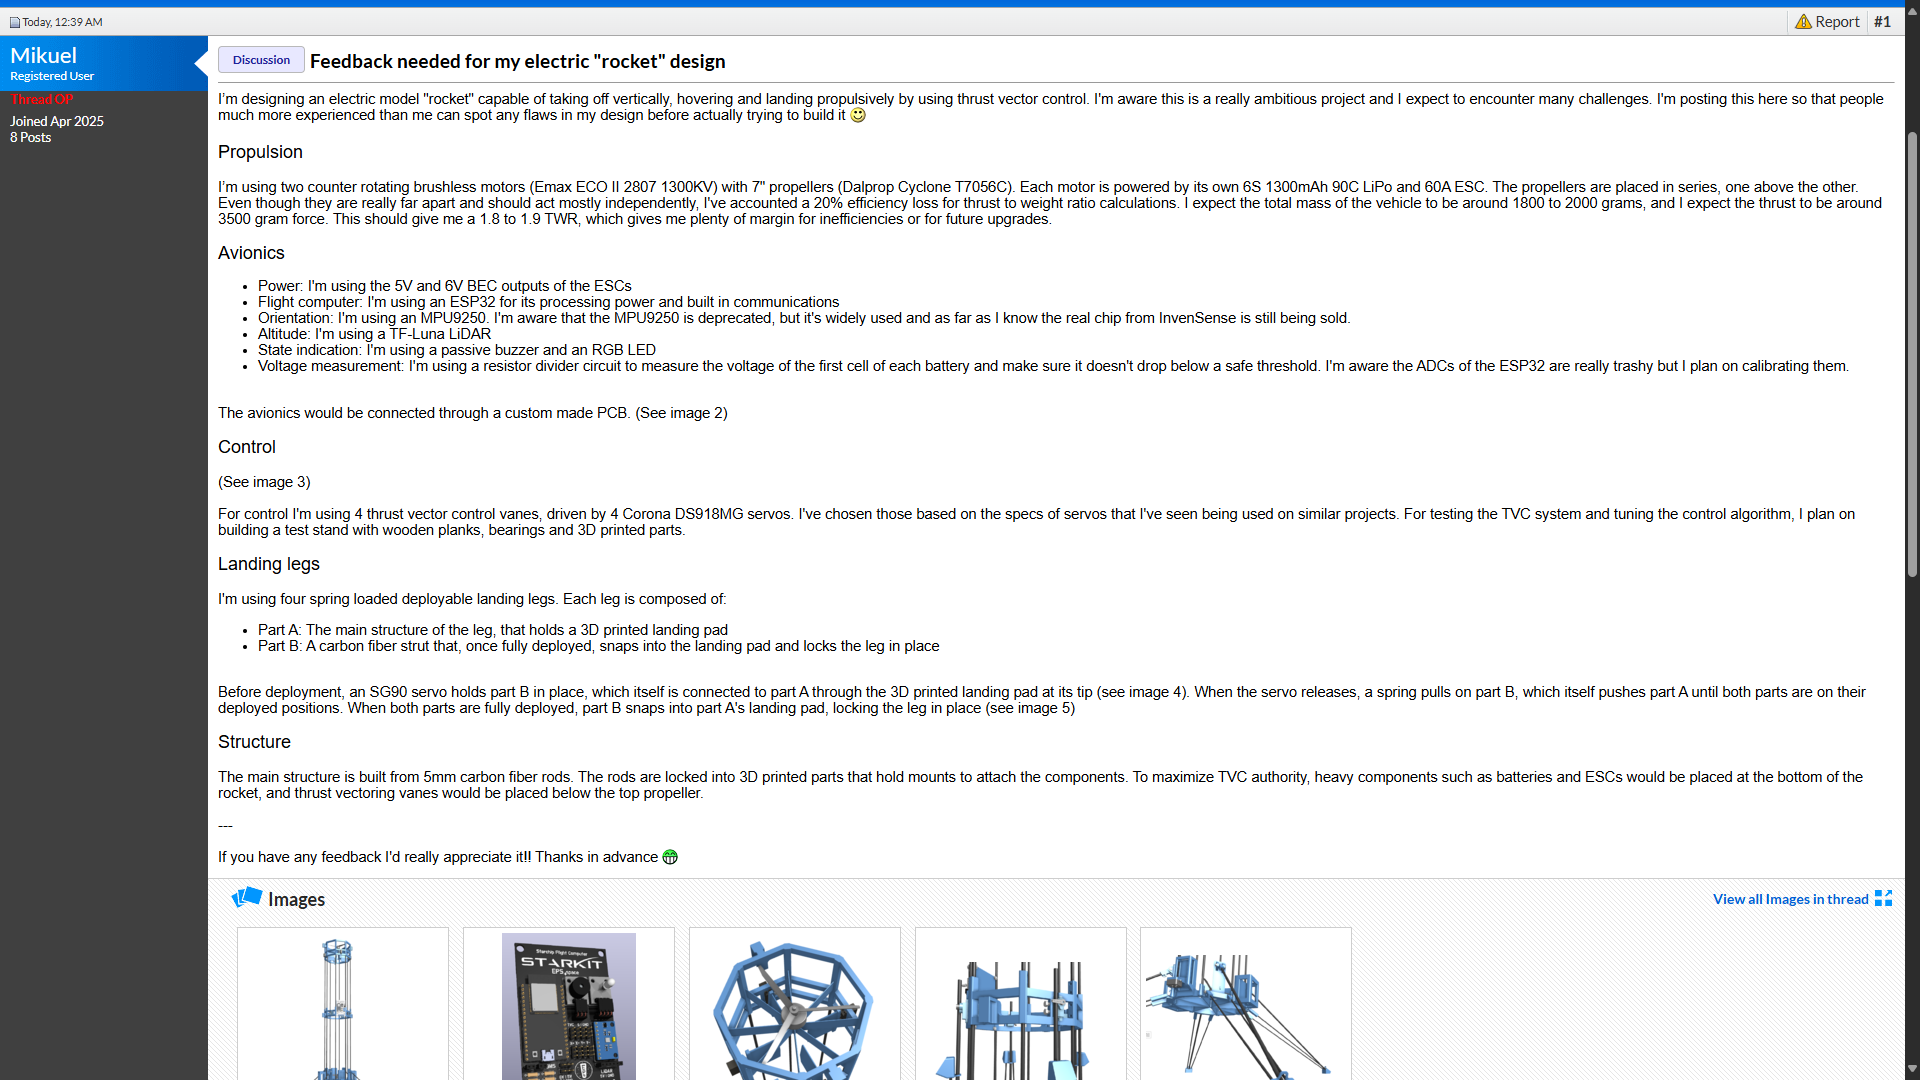 Today, 12:39 AM
Report
#1
Mikuel
Registered User
Thread OP
Joined Apr 2025
8 Posts
Discussion
Feedback needed for my electric "rocket" design
I'm designing an electric model "rocket" capable of taking off vertically, hovering and landing propulsively by using thrust vector control. I'm aware this is a really ambitious project and I expect to encounter many challenges. I'm posting this here so that people
much more experienced than me can spot any flaws in my design before actually trying to build it
Propulsion
I'm using two counter rotating brushless motors (Emax ECO II 2807 1300KV) with 7" propellers (Dalprop Cyclone T7056C). Each motor is powered by its own 6S 1300mAh 90C LiPo and 60A ESC. The propellers are placed in series, one above the other.
Even though they are really far apart and should act mostly independently, I've accounted a 20% efficiency loss for thrust to weight ratio calculations. I expect the total mass of the vehicle to be around 1800 to 2000 grams, and I expect the thrust to be around
3500 gram force. This should give me a 1.8 to 1.9 TWR, which gives me plenty of margin for inefficiencies or for future upgrades.
Avionics
• Power: I'm using the 5V and 6V BEC outputs of the ESCs
• Flight computer: I'm using an ESP32 for its processing power and built in communications
• Orientation: I'm using an MPU9250. I'm aware that the MPU9250 is deprecated, but it's widely used and as far as I know the real chip from InvenSense is still being sold.
• Altitude: I'm using a TF-Luna LiDAR
• State indication: I'm using a passive buzzer and an RGB LED
• Voltage measurement: I'm using a resistor divider circuit to measure the voltage of the first cell of each battery and make sure it doesn't drop below a safe threshold. I'm aware the ADCs of the ESP32 are really trashy but I plan on calibrating them.
The avionics would be connected through a custom made PCB. (See image 2)
Control
(See image 3)
For control I'm using 4 thrust vector control vanes, driven by 4 Corona DS918MG servos. I've chosen those based on the specs of servos that I've seen being used on similar projects. For testing the TVC system and tuning the control algorithm, I plan on
building a test stand with wooden planks, bearings and 3D printed parts.
Landing legs
I'm using four spring loaded deployable landing legs. Each leg is composed of:
• Part A: The main structure of the leg, that holds a 3D printed landing pad
• Part B: A carbon fiber strut that, once fully deployed, snaps into the landing pad and locks the leg in place
Before deployment, an SG90 servo holds part B in place, which itself is connected to part A through the 3D printed landing pad at its tip (see image 4). When the servo releases, a spring pulls on part B, which itself pushes part A until both parts are on their
deployed positions. When both parts are fully deployed, part B snaps into part A's landing pad, locking the leg in place (see image 5)
Structure
The main structure is built from 5mm carbon fiber rods. The rods are locked into 3D printed parts that hold mounts to attach the components. To maximize TVC authority, heavy components such as batteries and ESCs would be placed at the bottom of the
rocket, and thrust vectoring vanes would be placed below the top propeller.
---
If you have any feedback I'd really appreciate it!! Thanks in advance
Images
View all Images in thread
Starship Flight Computer
STARKIT